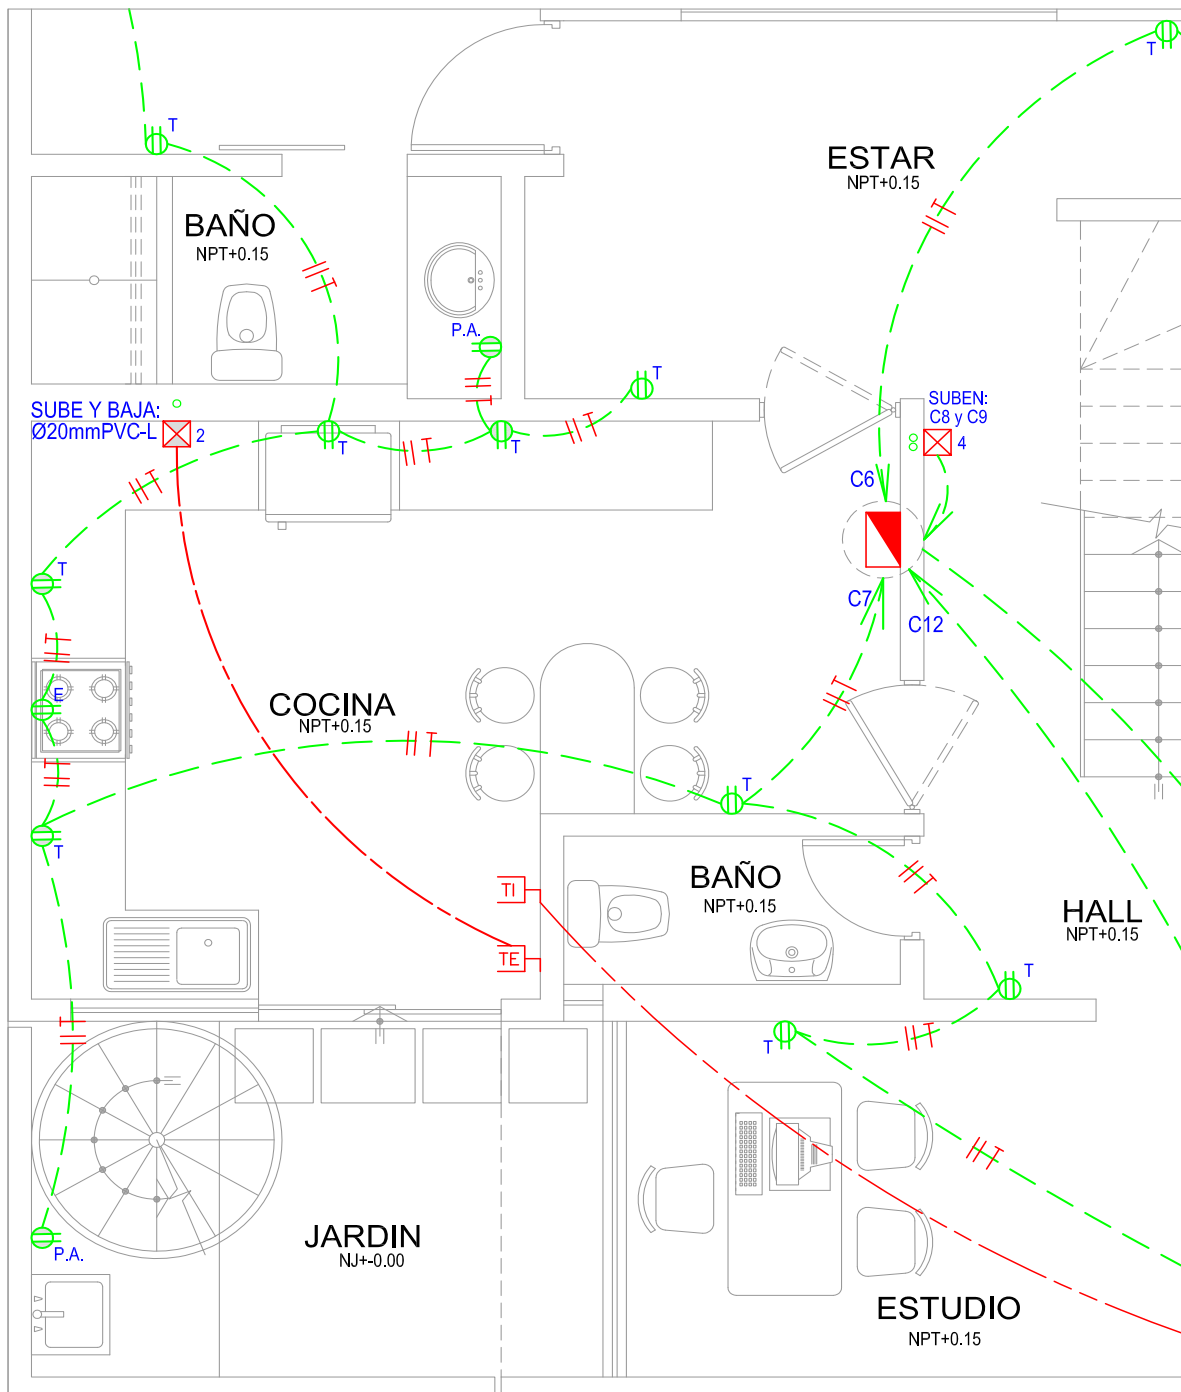 T
T
ESTAR
NPT+0.15
BAÑO
NPT+0.15
P.A.
T
SUBE Y BAJA:
Ø20mmPVC-L
2
T
T
SUBEN:
C8 y C9
4
C6
T
C7
C12
E
COCINA
NPT+0.15
T
T
BAÑO
NPT+0.15
TI
HALL
NPT+0.15
TE
T
T
P.A.
JARDIN
NJ+-0.00
ESTUDIO
NPT+0.15